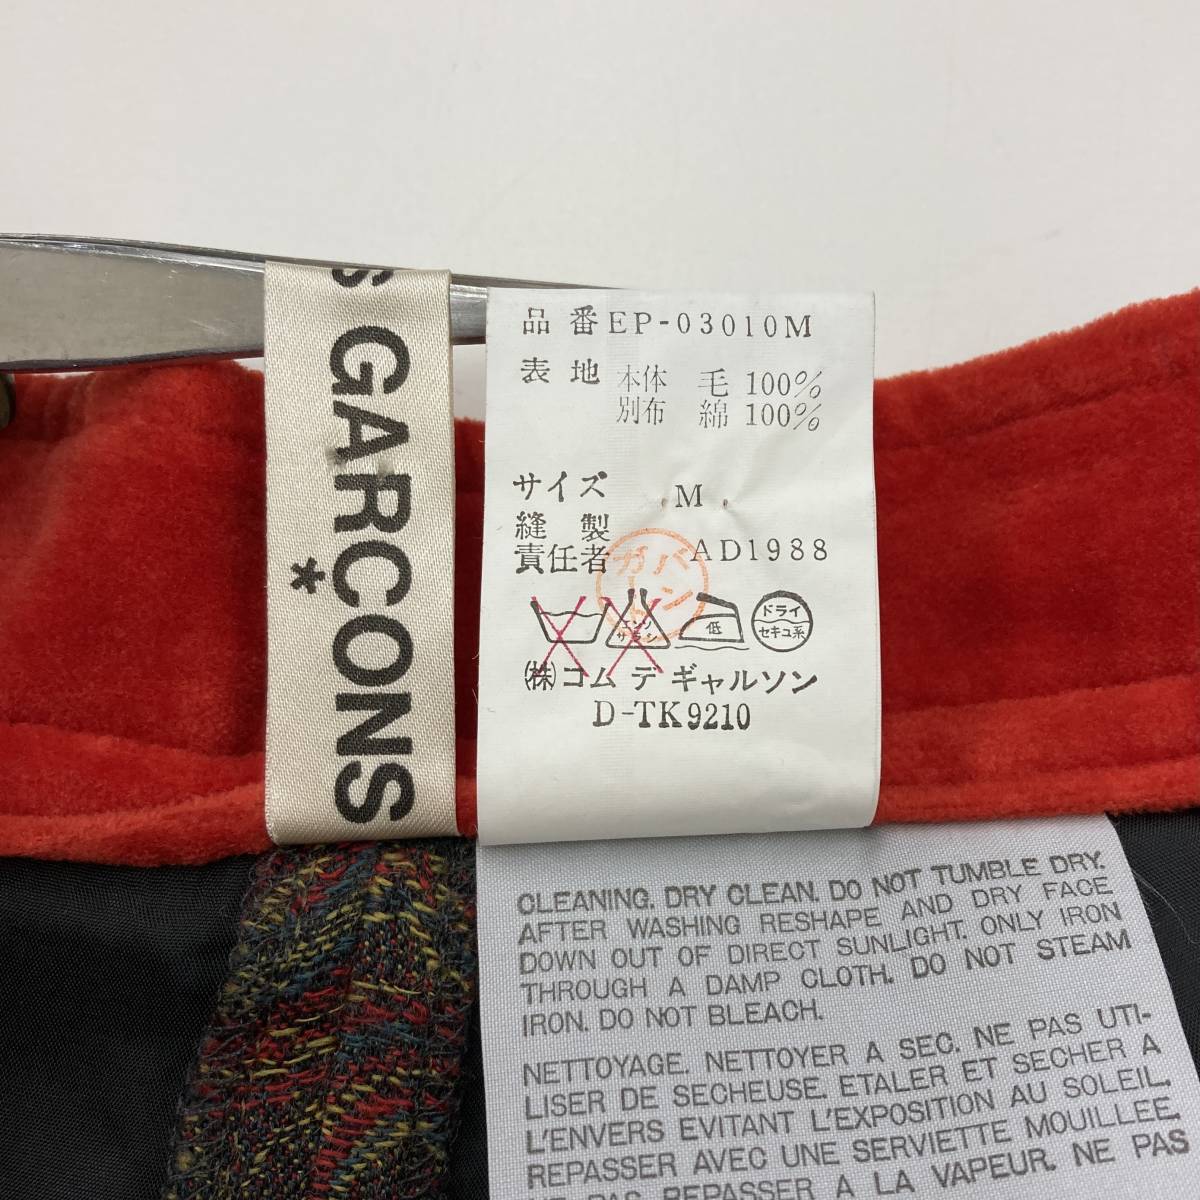 S GARÇONS
*
品番 EP-03010M
表地 本体 毛 100%
別布 綿 100%
サイズ M
縫製
責任者 AD1988
低
ドライ
セキユ系
(株)コム デ ギャルソン
D-TK9210
CLEANING. DRY CLEAN. DO NOT TUMBLE DRY.
AFTER WASHING RESHAPE AND DRY FACE
DOWN OUT OF DIRECT SUNLIGHT. ONLY IRON
THROUGH A DAMP CLOTH. DO NOT STEAM
IRON. DO NOT BLEACH.
NETTOYAGE. NETTOYER A SEC. NE PAS UTI-
LISER DE SECHEUSE. ETALER ET SECHER A
L'ENVERS EVITANT L'EXPOSITION AU SOLEIL.
REPASSER AVEC UNE SERVIETTE MOUILLEE.
NE PAS REPASSER A LA VAPEUR. NE PAS